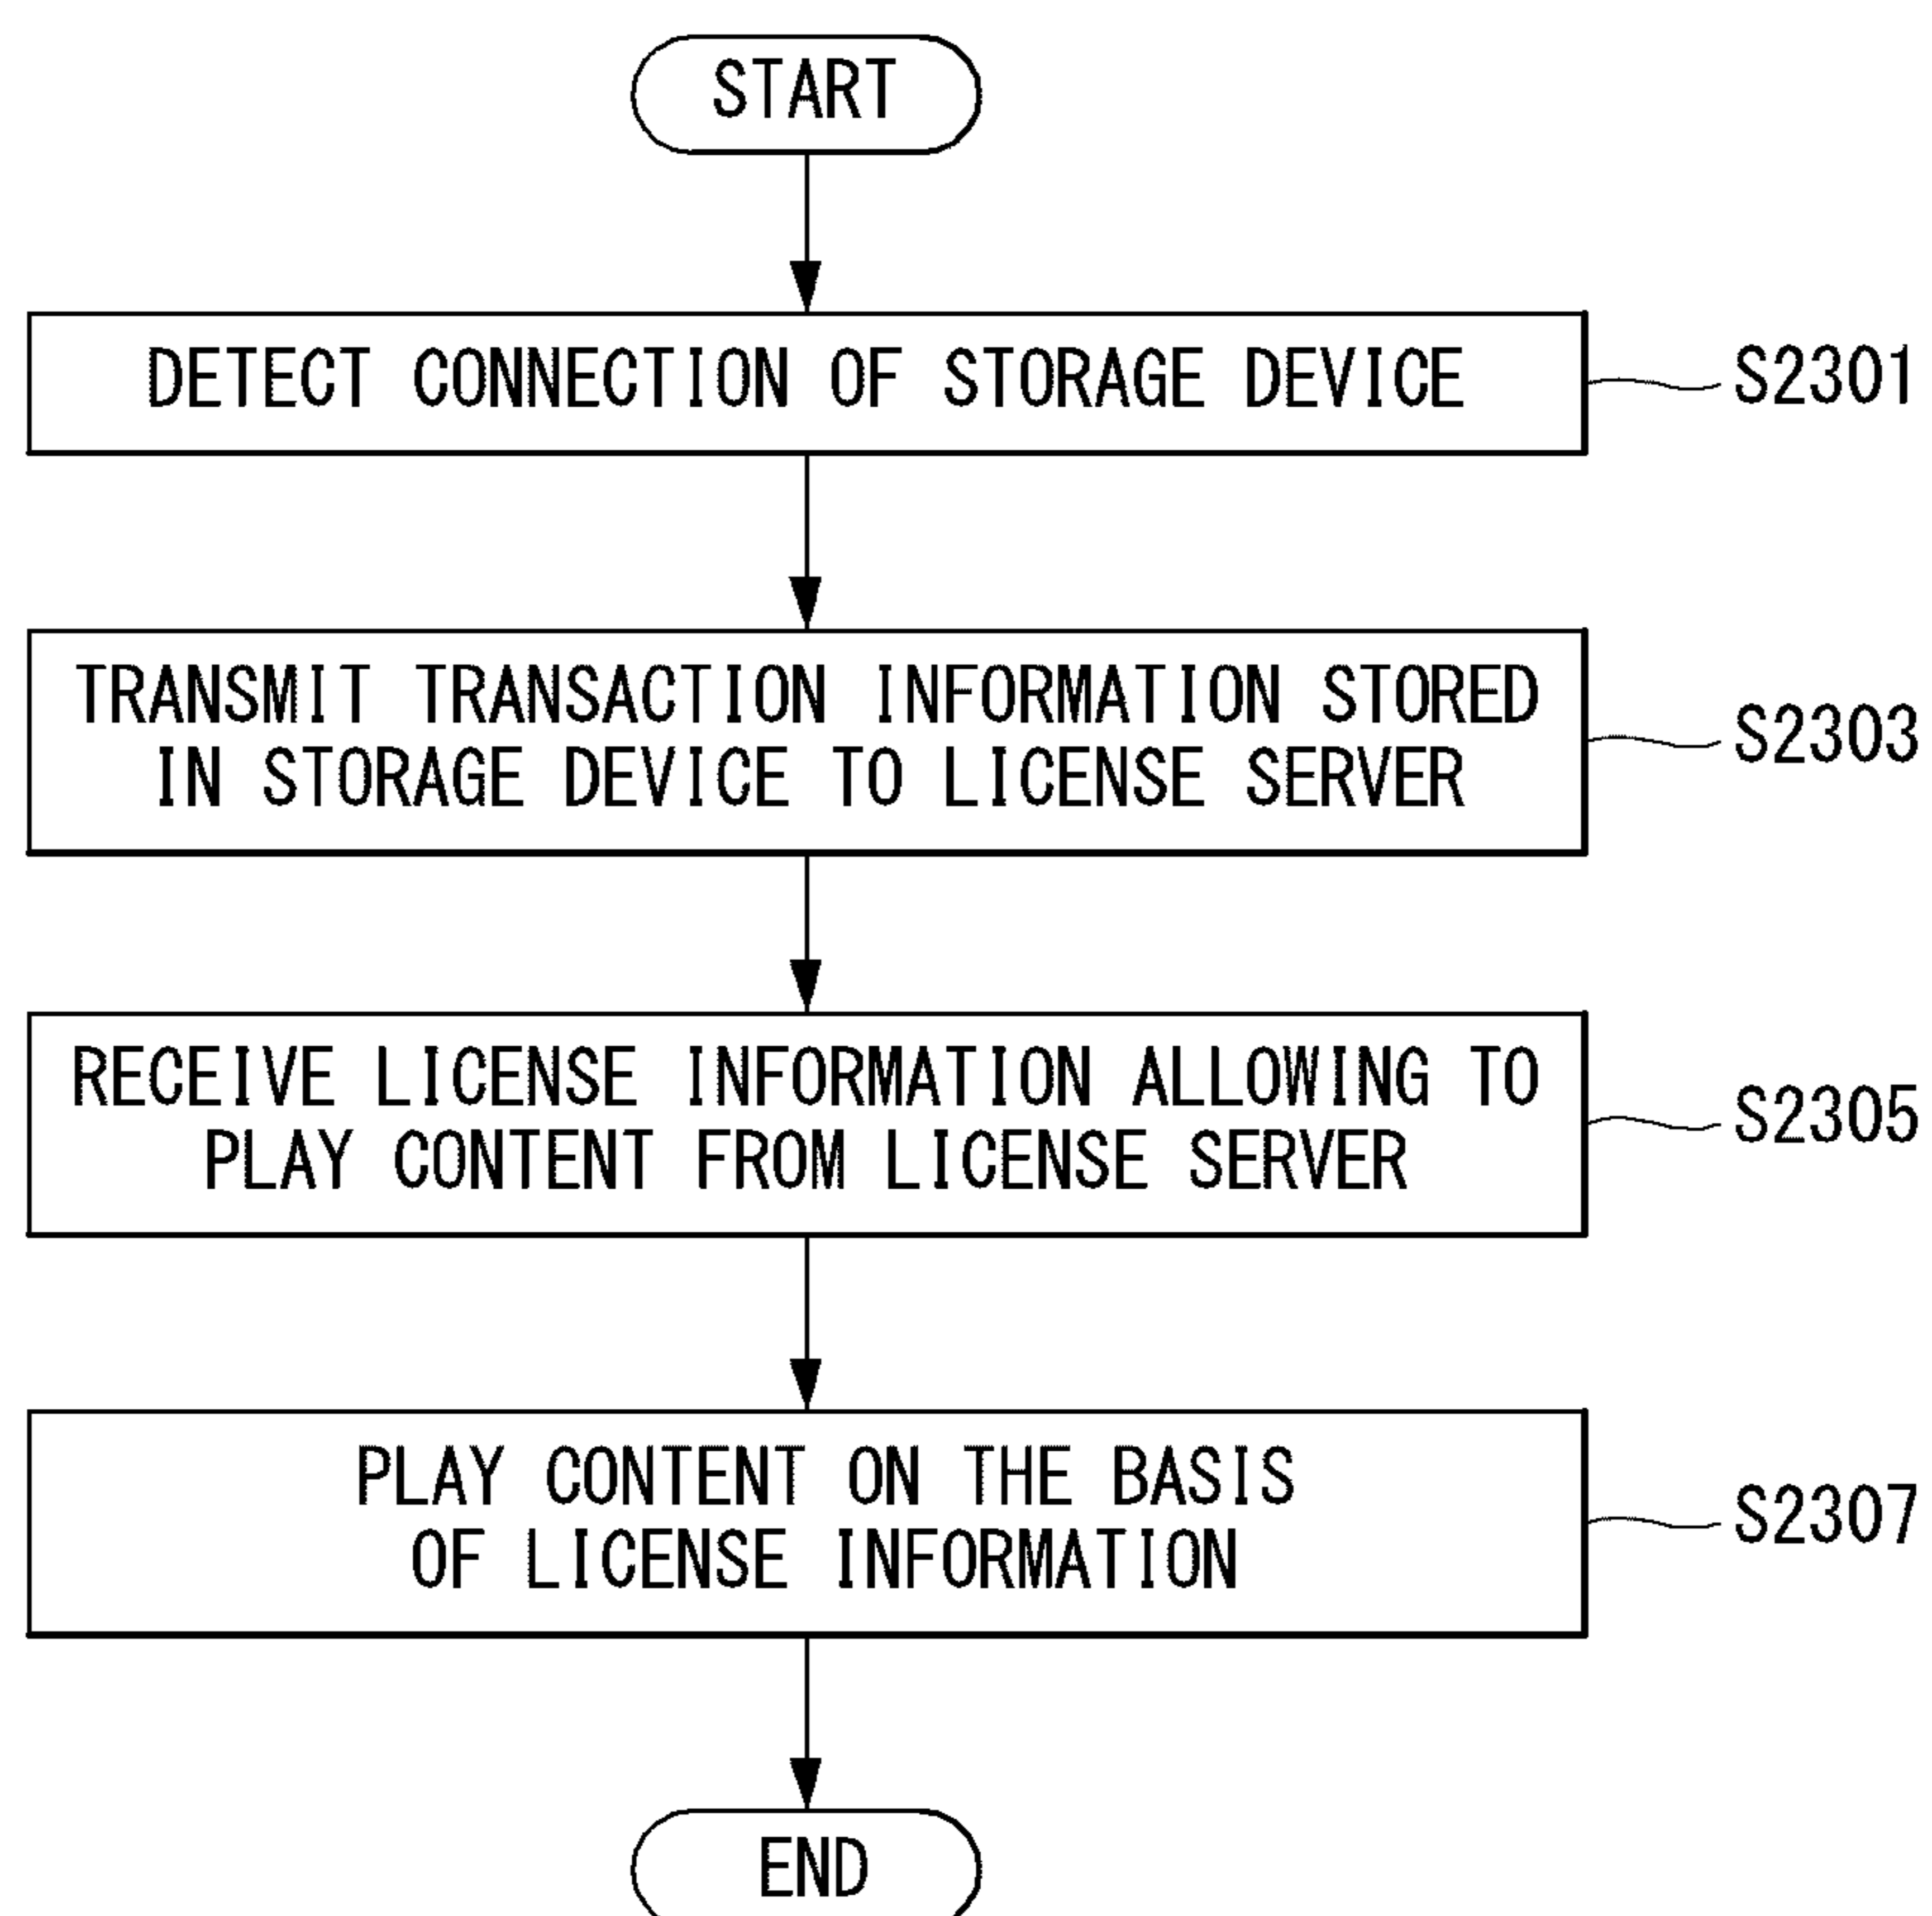 START
DETECT CONNECTION OF STORAGE DEVICE
S2301
TRANSMIT TRANSACTION INFORMATION STORED
IN STORAGE DEVICE TO LICENSE SERVER
S2303
RECEIVE LICENSE INFORMATION ALLOWING TO
PLAY CONTENT FROM LICENSE SERVER
S2305
PLAY CONTENT ON THE BASIS
OF LICENSE INFORMATION
S2307
END